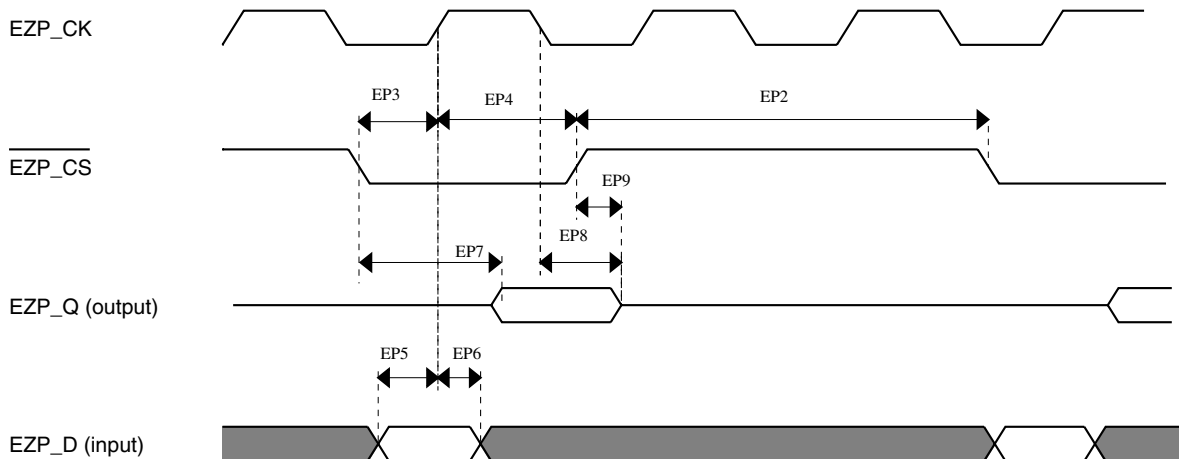 EZP_CK
EP3
EP4
EP2
EZP_CS
EP9
EP8
EP7
EZP_Q (output)
EP5
EP6
EZP_D (input)